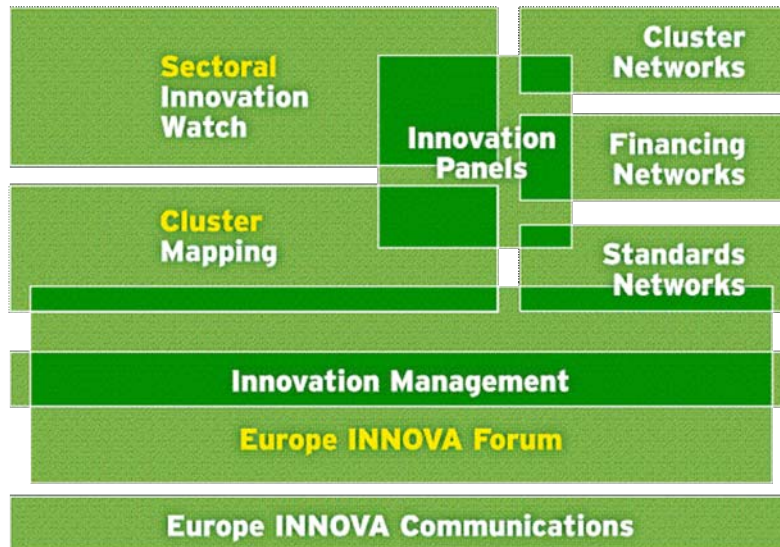 Sectoral
Innovation
Watch
Cluster
Networks
Innovation
Panels
Financing
Networks
Cluster
Mapping
Standards
Networks
Innovation Management
Europe INNOVA Forum
Europe INNOVA Communications